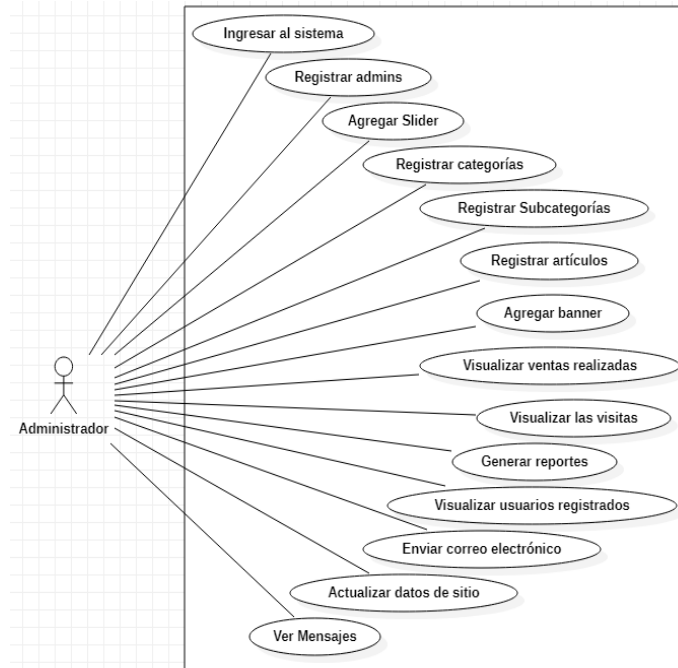 Ingresar al sistema
Registrar admins
Agregar Slider
Registrar categorías
Registrar Subcategorías
Registrar artículos
Agregar banner
Visualizar ventas realizadas
Administrador
Visualizar las visitas
Generar reportes
Visualizar usuarios registrados
Enviar correo electrónico
Actualizar datos de sitio
Ver Mensajes